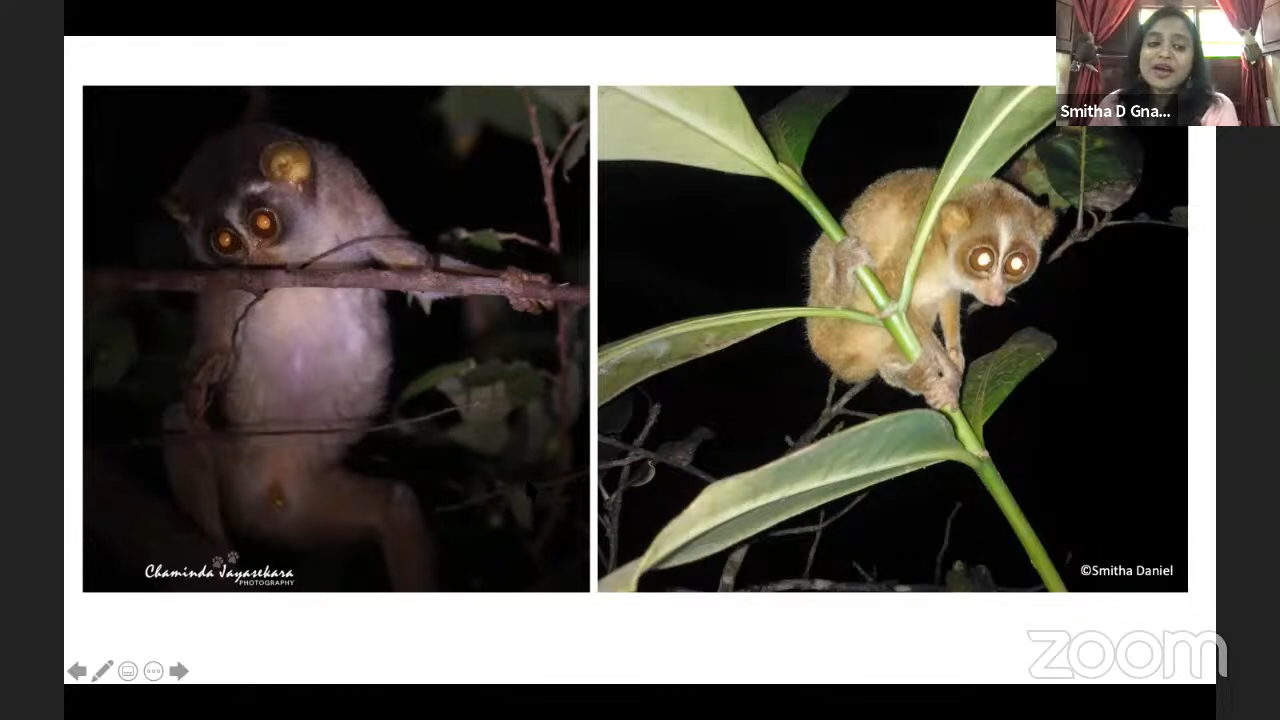 Smitha D Gna...
Chaminda Jayasekara
PHOTOGRAPHY
©Smitha Daniel
zoom